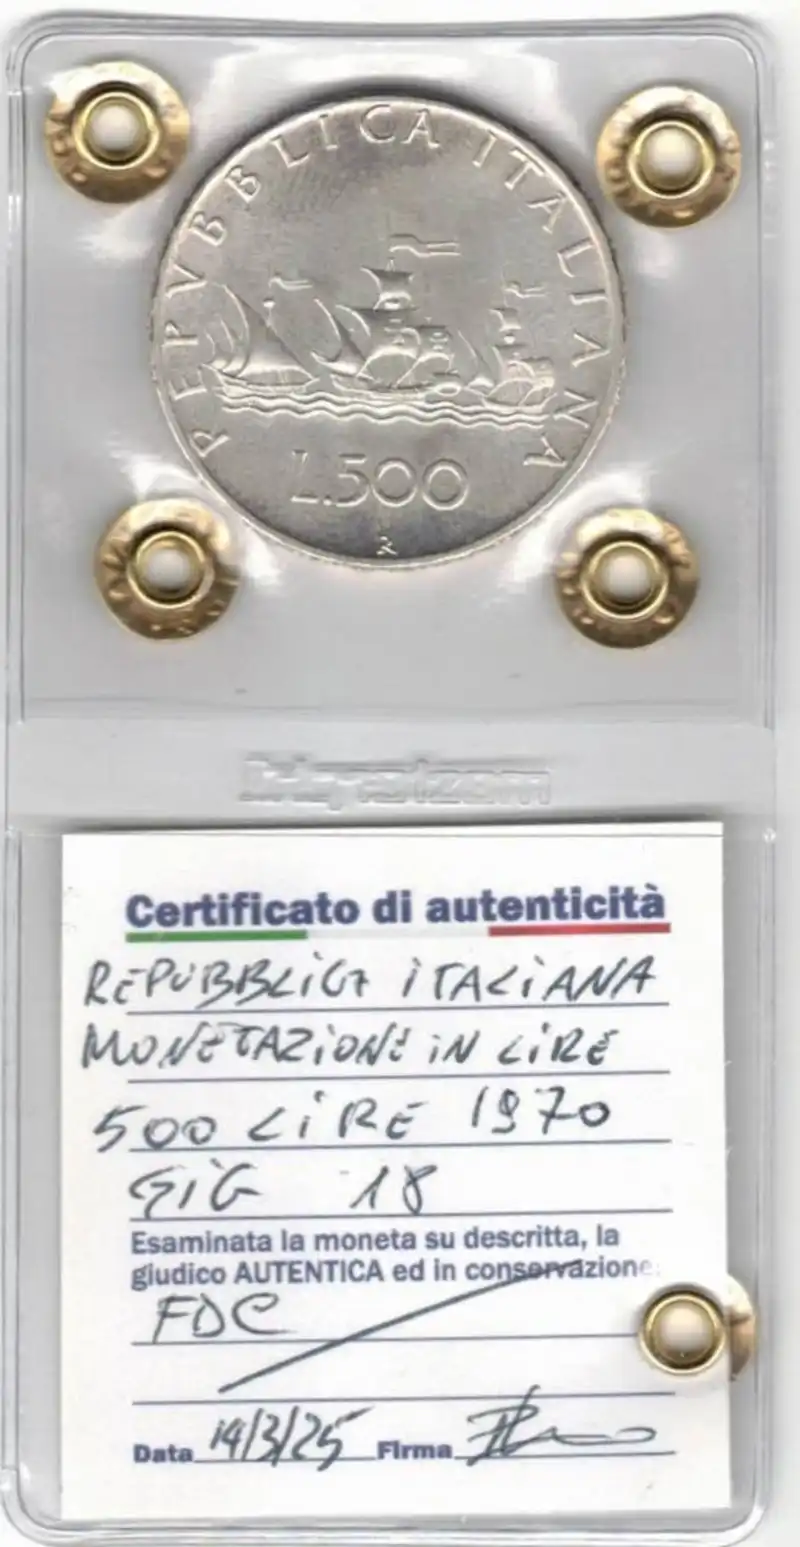 REPVBBLICA ITALIANA
L.500
R
Certificato di autenticità
REPUBBLICA ITALIANA
MONETAZIONE IN LIRE
500 LIRE 1970
GIG 18
Esaminata la moneta su descritta, la
giudico AUTENTICA ed in conservazione:
FDC
Data 14/3/25 Firma